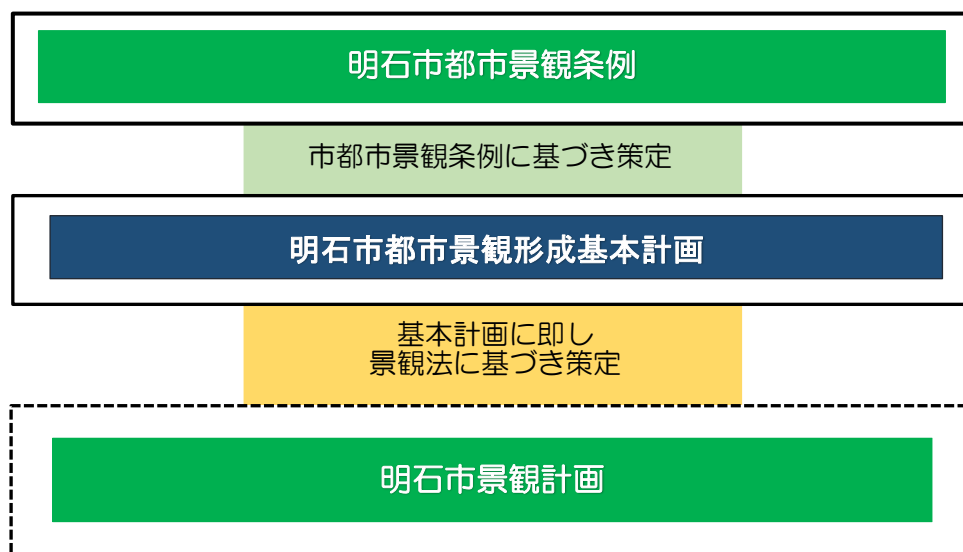 明石市都市景観条例
市都市景観条例に基づき策定
明石市都市景観形成基本計画
基本計画に即し
景観法に基づき策定
明石市景観計画